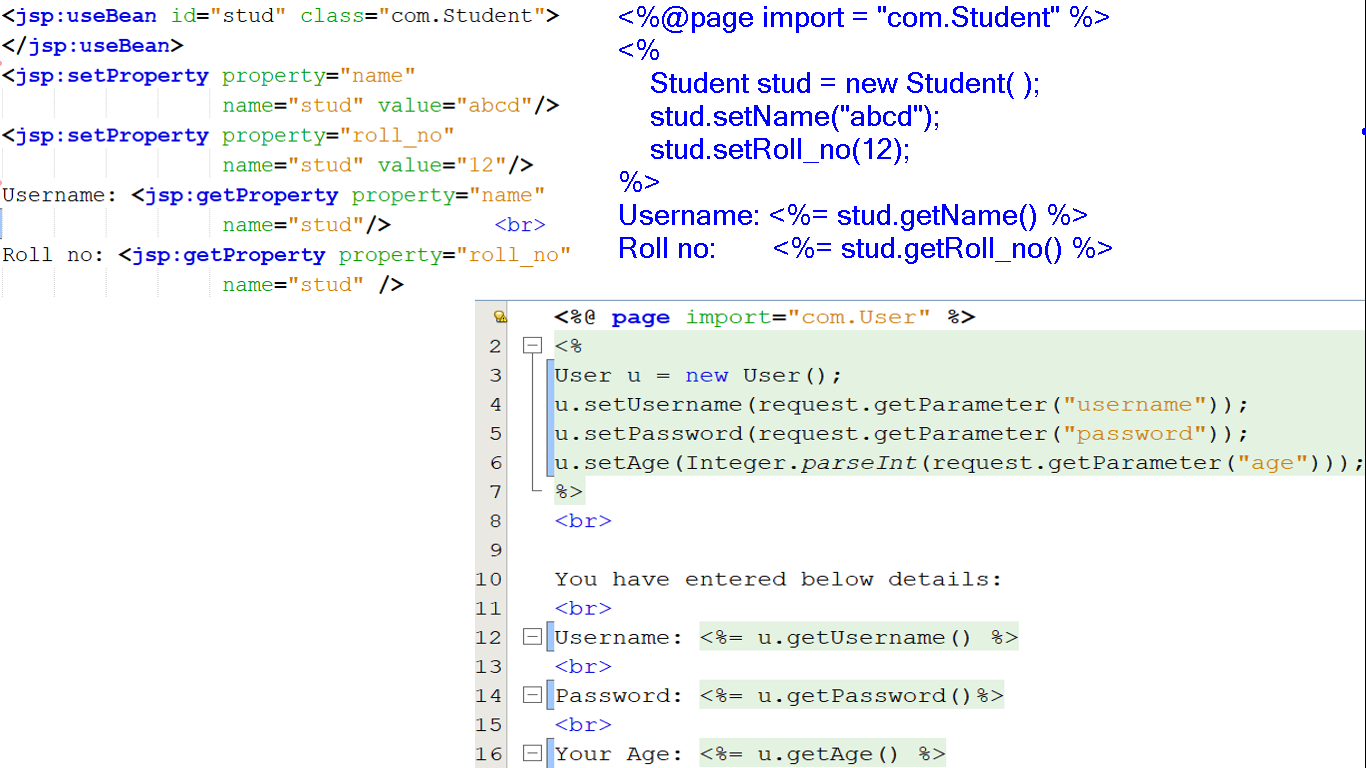 <jsp:useBean id="stud" class="com.Student">
</jsp:useBean>
<jsp:setProperty property="name"
name="stud" value="abcd"/>
<jsp:setProperty property="roll_no"
name="stud" value="12"/>
Username: <jsp:getProperty property="name"
name="stud"/> <br>
Roll no: <jsp:getProperty property="roll_no"
name="stud" />
<%@page import = "com.Student" %>
<%
Student stud = new Student( );
stud.setName("abcd");
stud.setRoll_no(12);
%>
Username: <%= stud.getName() %>
Roll no: <%= stud.getRoll_no() %>
<%@ page import="com.User" %>
2 <%
3 User u = new User();
4 u.setUsername(request.getParameter("username"));
5 u.setPassword(request.getParameter("password"));
6 u.setAge(Integer.parseInt(request.getParameter("age")));
7 %>
8 <br>
9
10 You have entered below details:
11 <br>
12 Username: <%= u.getUsername() %>
13 <br>
14 Password: <%= u.getPassword()%>
15 <br>
16 Your Age: <%= u.getAge() %>